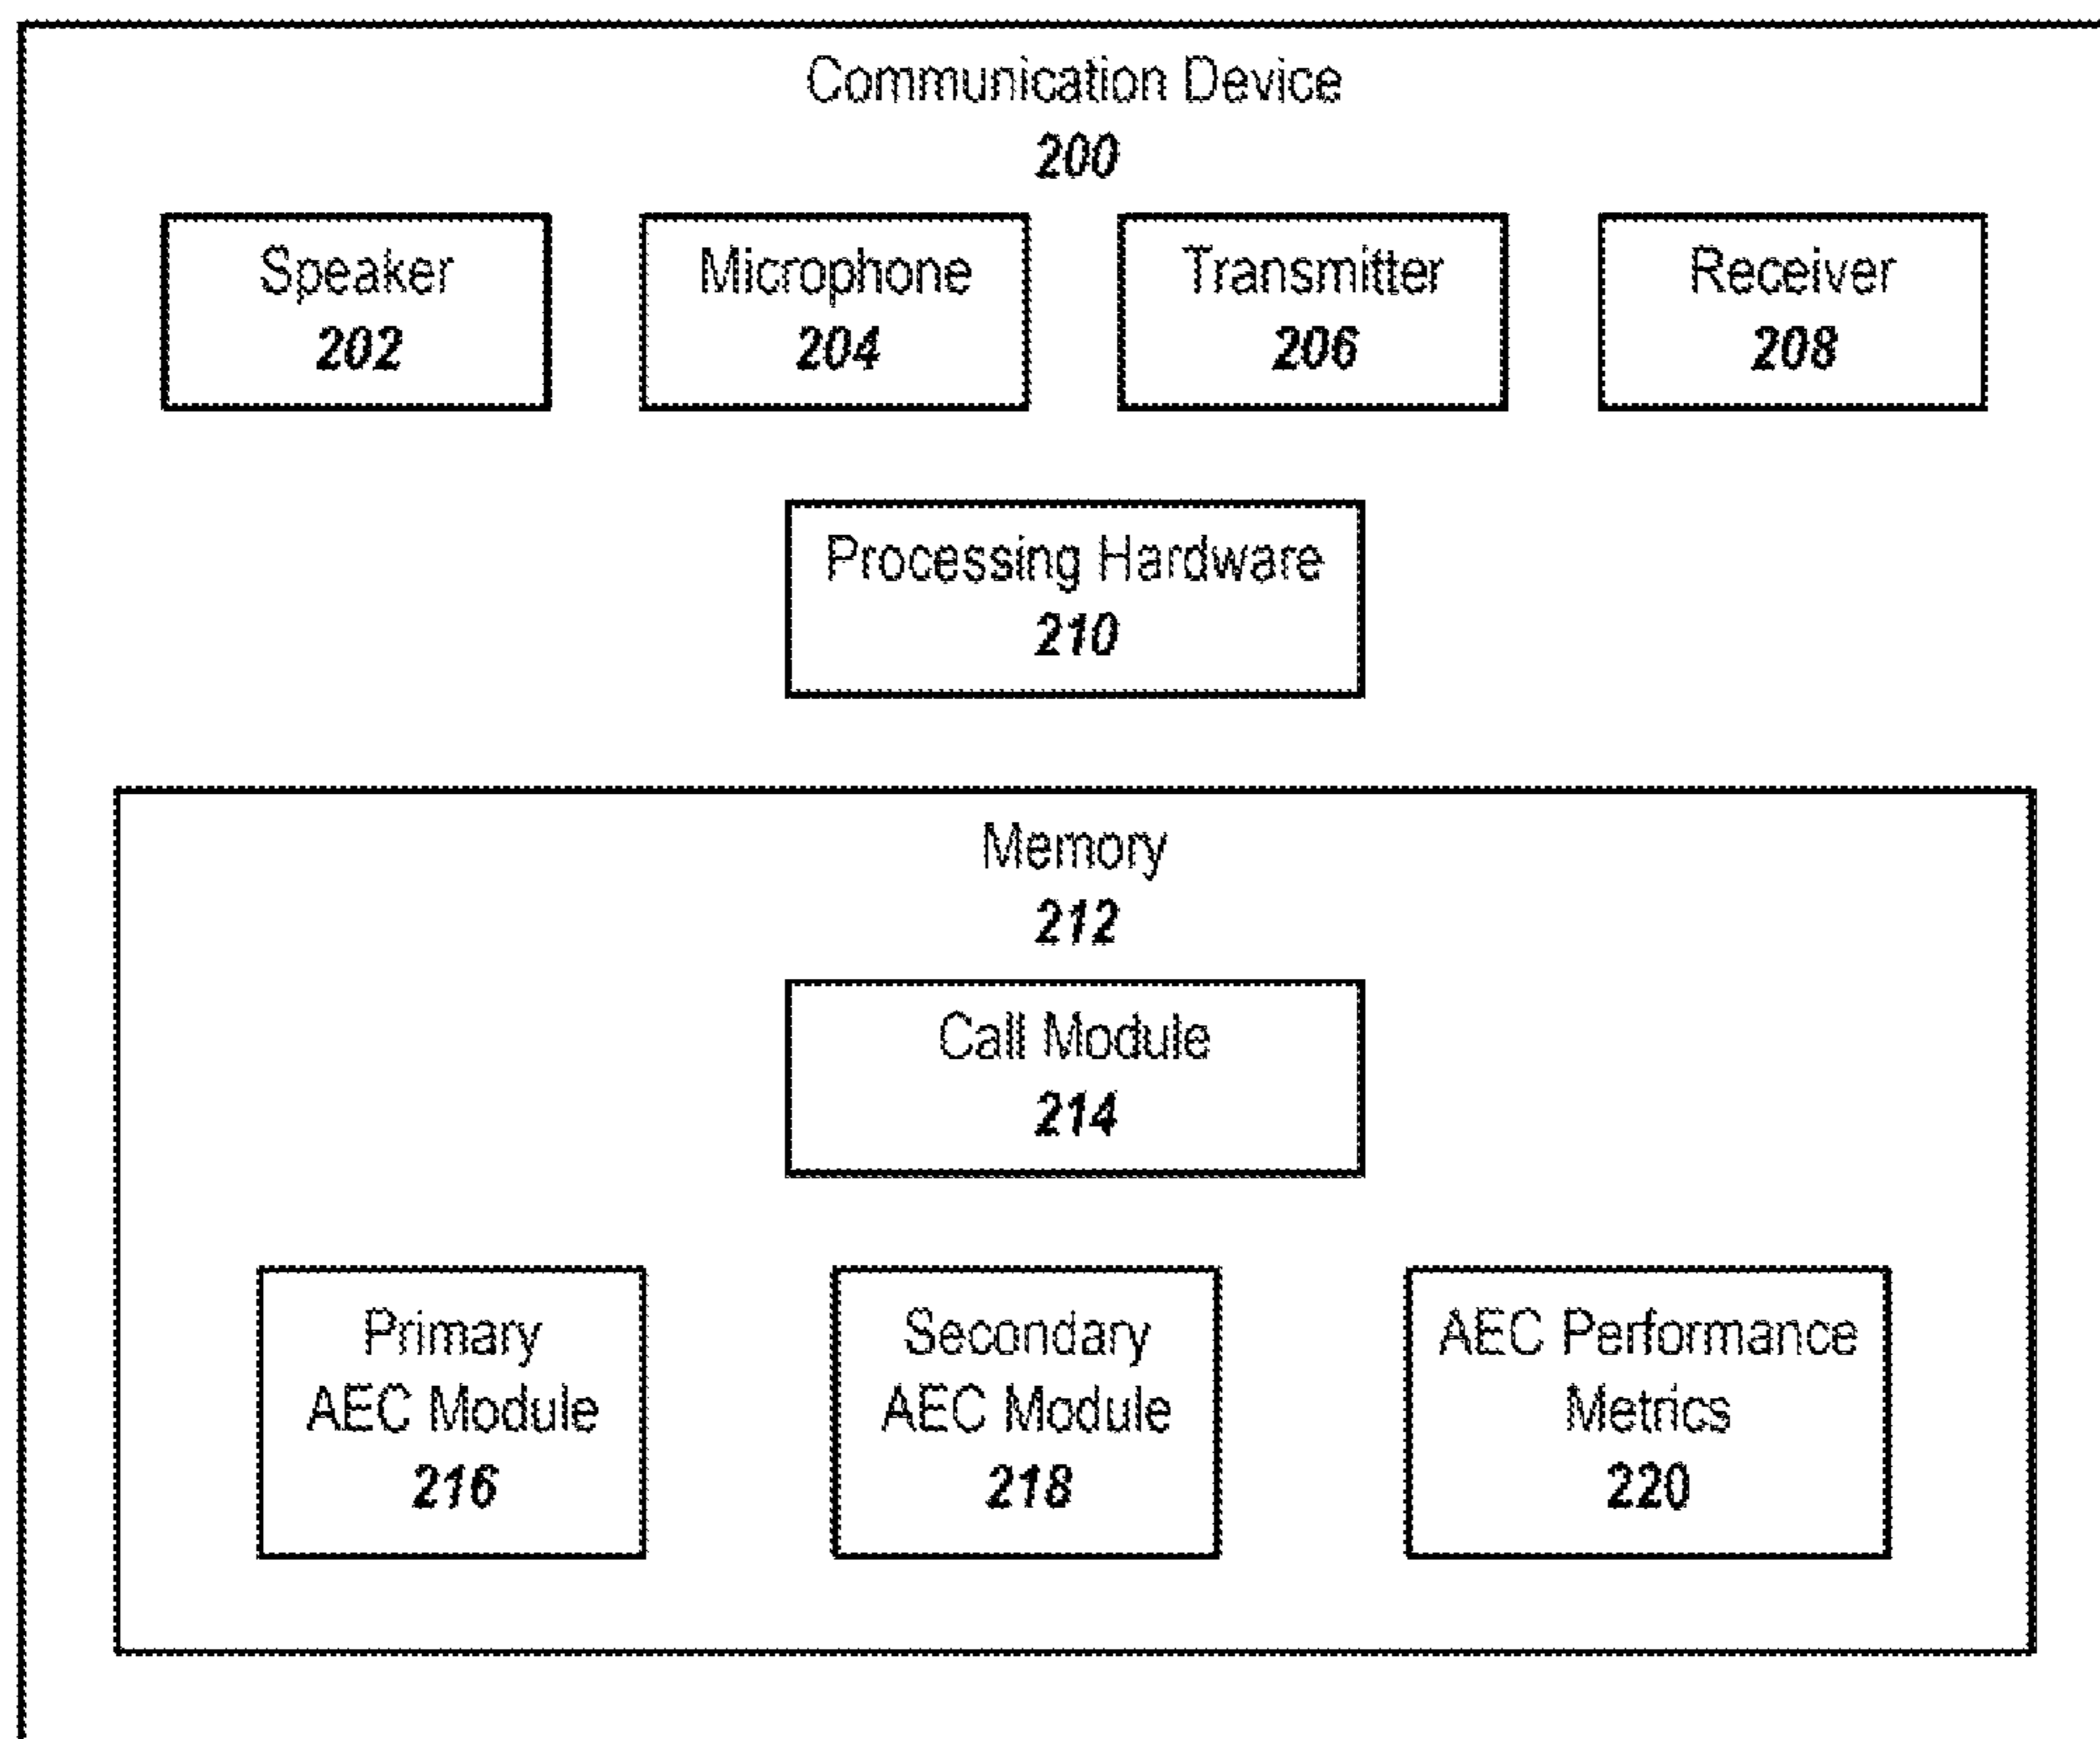 Communication Device
200
Speaker
202
Microphone
204
Transmitter
206
Receiver
208
Processing Hardware
210
Memory
212
Call Module
214
Primary
AEC Module
216
Secondary
AEC Module
218
AEC Performance
Metrics
220